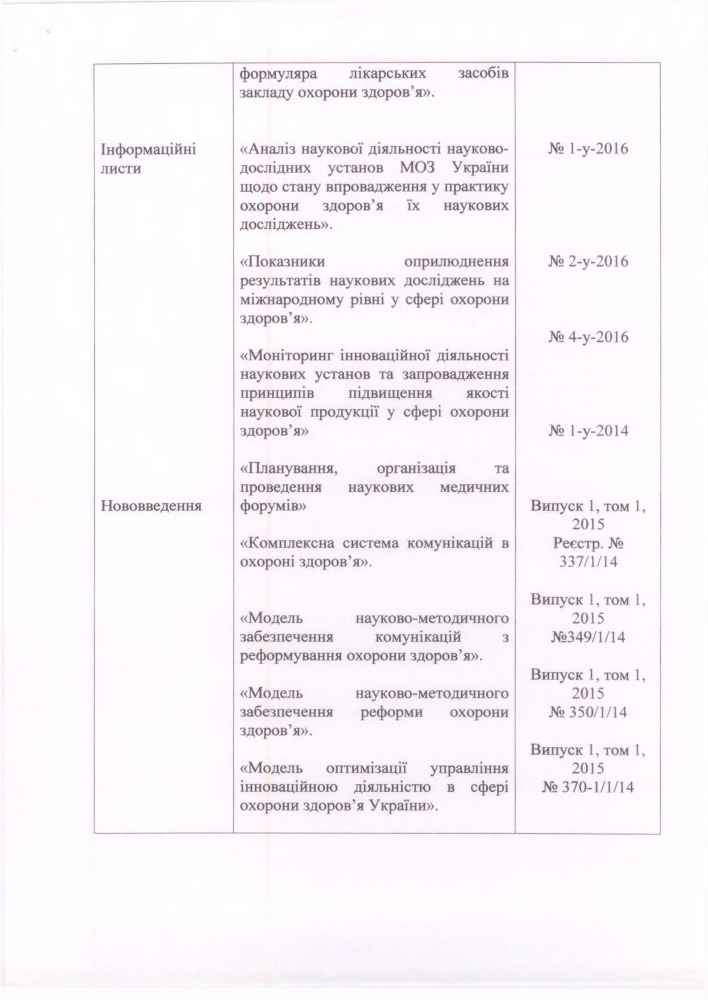 формуляра лікарських засобів
закладу охорони здоров’я».
Інформаційні
листи
«Аналіз наукової діяльності науково-
дослідних установ МОЗ України
щодо стану впровадження у практику
охорони здоров’я їх наукових
досліджень».
№ 1-у-2016
«Показники оприлюднення
результатів наукових досліджень на
міжнародному рівні у сфері охорони
здоров’я».
№ 2-у-2016
«Моніторинг інноваційної діяльності
наукових установ та запровадження
принципів підвищення якості
наукової продукції у сфері охорони
здоров’я»
№ 4-у-2016
«Планування, організація та
проведення наукових медичних
форумів»
№ 1-у-2014
Нововведення
«Комплексна система комунікацій в
охороні здоров’я».
Випуск 1, том 1,
2015
Реєстр. №
337/1/14
«Модель науково-методичного
забезпечення комунікацій з
реформування охорони здоров’я».
Випуск 1, том 1,
2015
№349/1/14
«Модель науково-методичного
забезпечення реформи охорони
здоров’я».
Випуск 1, том 1,
2015
№ 350/1/14
«Модель оптимізації управління
інноваційною діяльністю в сфері
охорони здоров’я України».
Випуск 1, том 1,
2015
№ 370-1/1/14